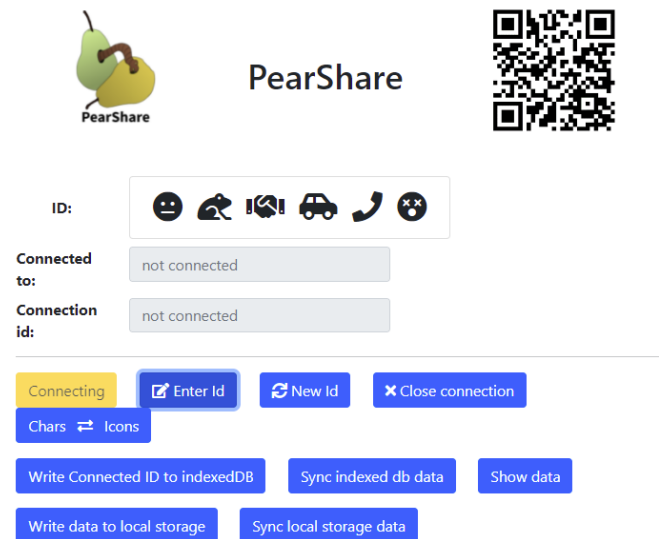 PearShare
PearShare
ID:
Connected to:
not connected
Connection id:
not connected
Connecting
Enter Id
New Id
Close connection
Chars ⇄ Icons
Write Connected ID to indexedDB
Sync indexed db data
Show data
Write data to local storage
Sync local storage data